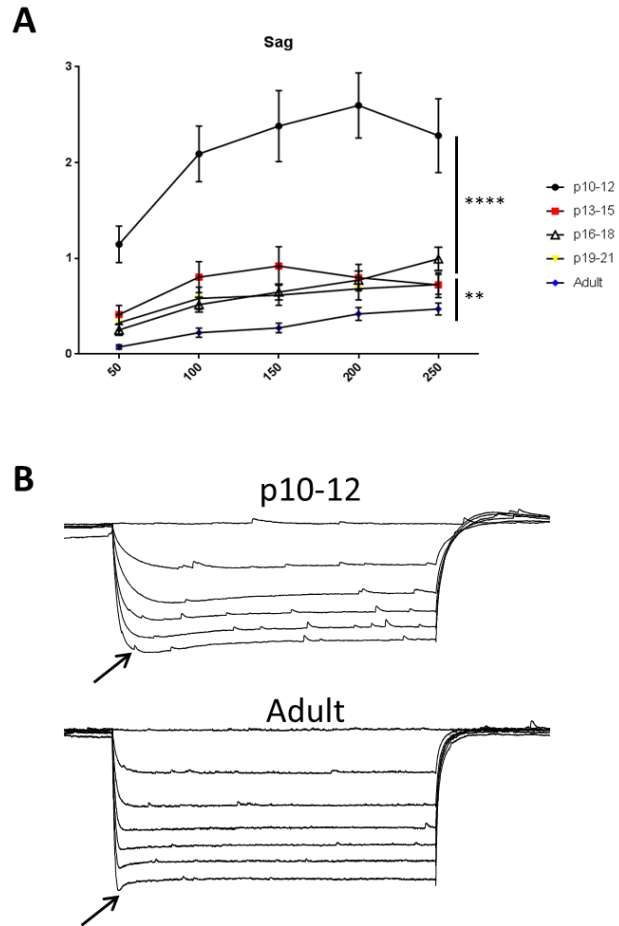 A
Sag
3
2
1
0
50
100
150
200
250
****
**
p10-12
p13-15
p16-18
p19-21
Adult
B
p10-12
Adult